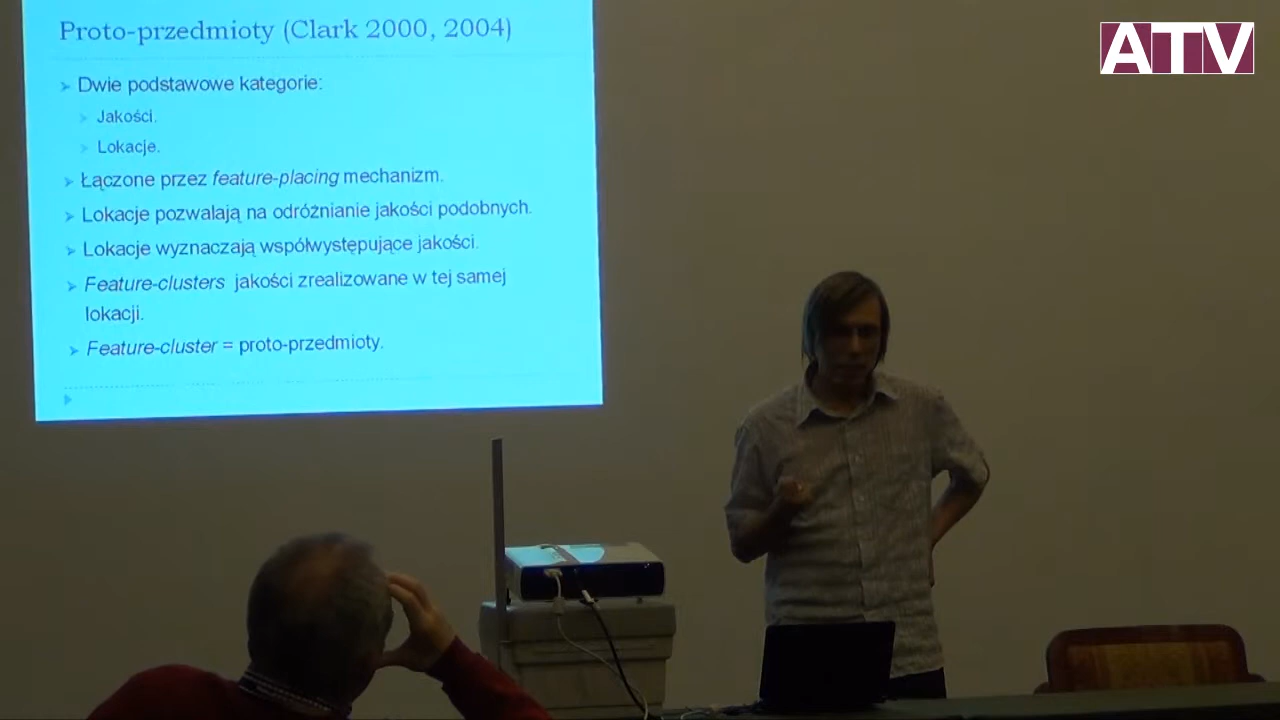 Proto-przedmioty (Clark 2000, 2004)
Dwie podstawowe kategorie:
Jakości.
Lokacje.
Łączone przez feature-placing mechanizm.
Lokacje pozwalają na odróżnianie jakości podobnych.
Lokacje wyznaczają współwystępujące jakości.
Feature-clusters jakości zrealizowane w tej samej
lokacji.
Feature-cluster = proto-przedmioty.
ATV